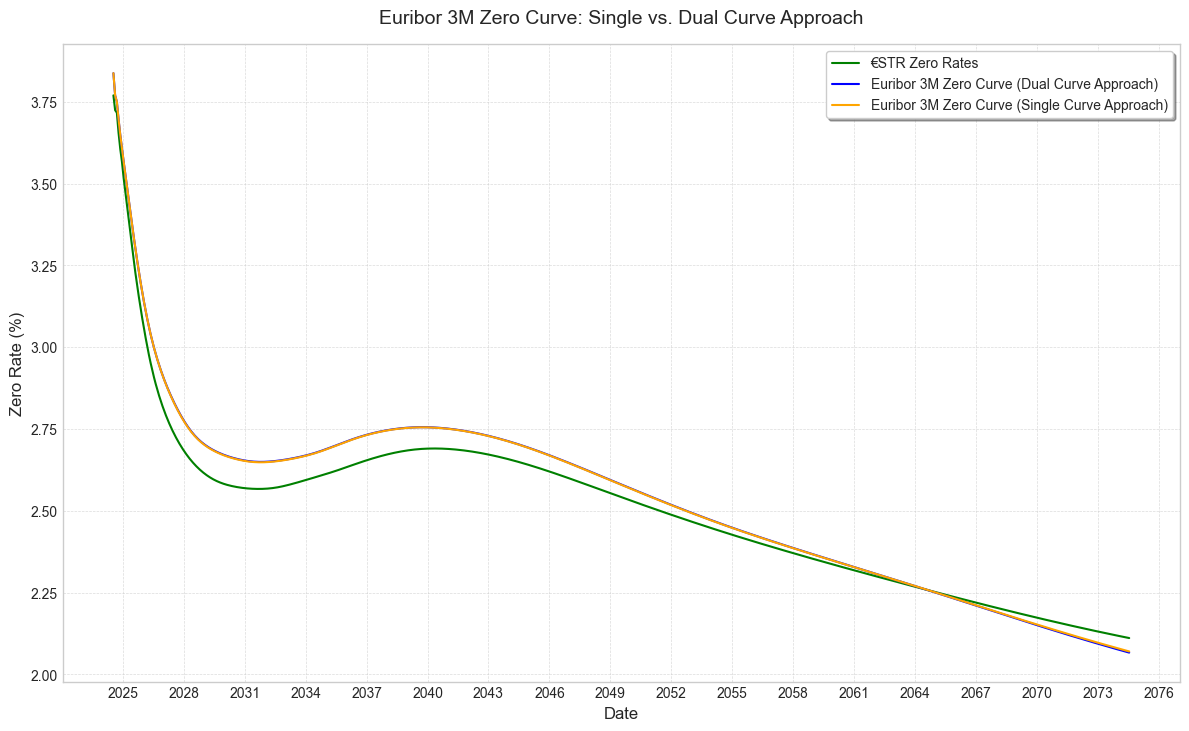 Euribor 3M Zero Curve: Single vs. Dual Curve Approach
€STR Zero Rates
Euribor 3M Zero Curve (Dual Curve Approach)
Euribor 3M Zero Curve (Single Curve Approach)
Zero Rate (%)
3.75
3.50
3.25
3.00
2.75
2.50
2.25
2.00
2025 2028 2031 2034 2037 2040 2043 2046 2049 2052 2055 2058 2061 2064 2067 2070 2073 2076
Date